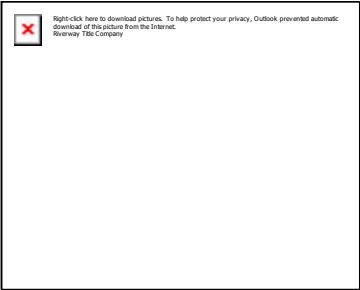 Right-click here to download pictures. To help protect your privacy, Outlook prevented automatic
download of this picture from the Internet.
Riverway Title Company